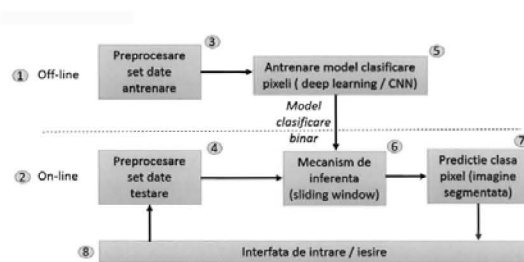 ③
⑤
Preprocesare
set date
antrenare
Antrenare model clasificare
pixeli ( deep learning / CNN)
① Off-line
Model
clasificare
binar
④
⑥
⑦
Preprocesare
set date
testare
Mecanism de
inferenta
(sliding window)
Predictie clasa
pixel (imagine
segmentata)
② On-line
⑧
Interfata de intrare / iesire